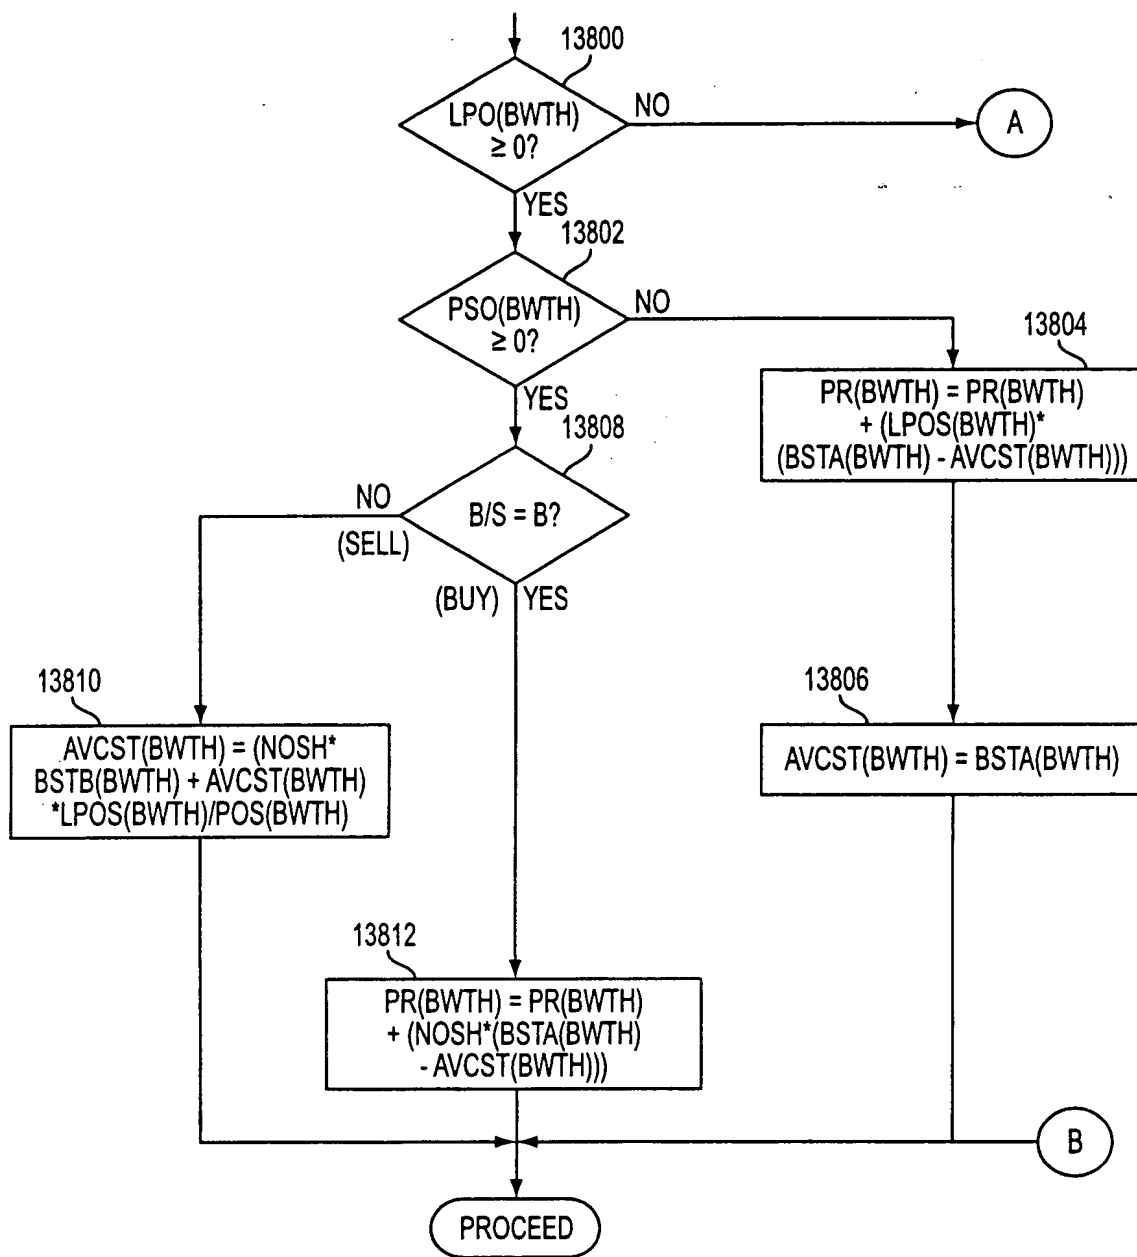 13800
LPO(BWTH)
≥ 0?
NO
A
YES
13802
PSO(BWTH)
≥ 0?
NO
13804
PR(BWTH) = PR(BWTH)
+ (LPOS(BWTH)*
(BSTA(BWTH) - AVCST(BWTH)))
YES
13808
B/S = B?
NO
(SELL)
(BUY) YES
13810
AVCST(BWTH) = (NOSH*
BSTB(BWTH) + AVCST(BWTH)
*LPOS(BWTH)/POS(BWTH)
13806
AVCST(BWTH) = BSTA(BWTH)
13812
PR(BWTH) = PR(BWTH)
+ (NOSH*(BSTA(BWTH)
- AVCST(BWTH)))
B
PROCEED